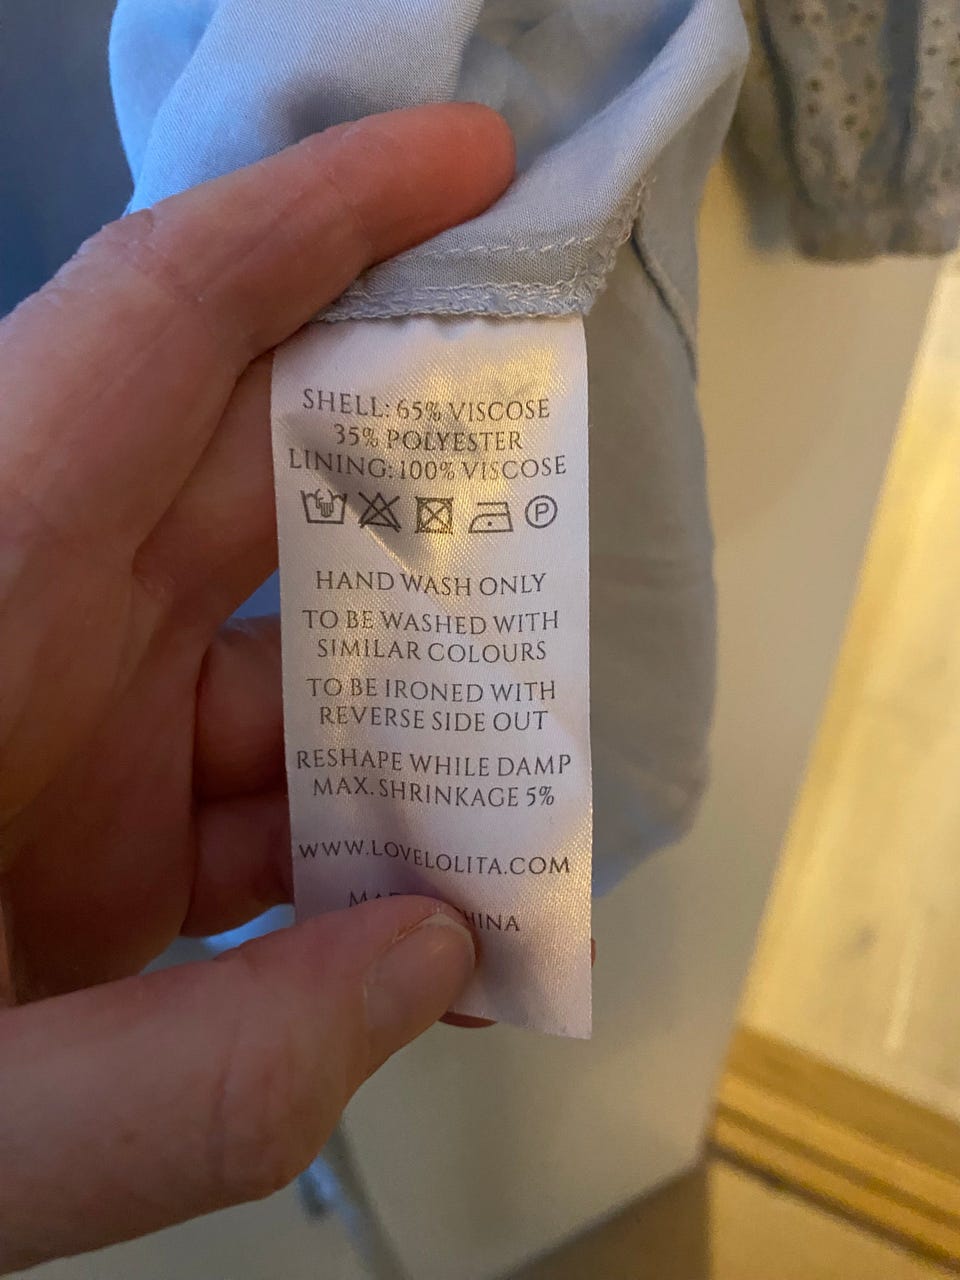 SHELL: 65% VISCOSE
35% POLYESTER
LINING: 100% VISCOSE
P
HAND WASH ONLY
TO BE WASHED WITH
SIMILAR COLOURS
TO BE IRONED WITH
REVERSE SIDE OUT
RESHAPE WHILE DAMP
MAX. SHRINKAGE 5%
WWW.LOVELOLITA.COM